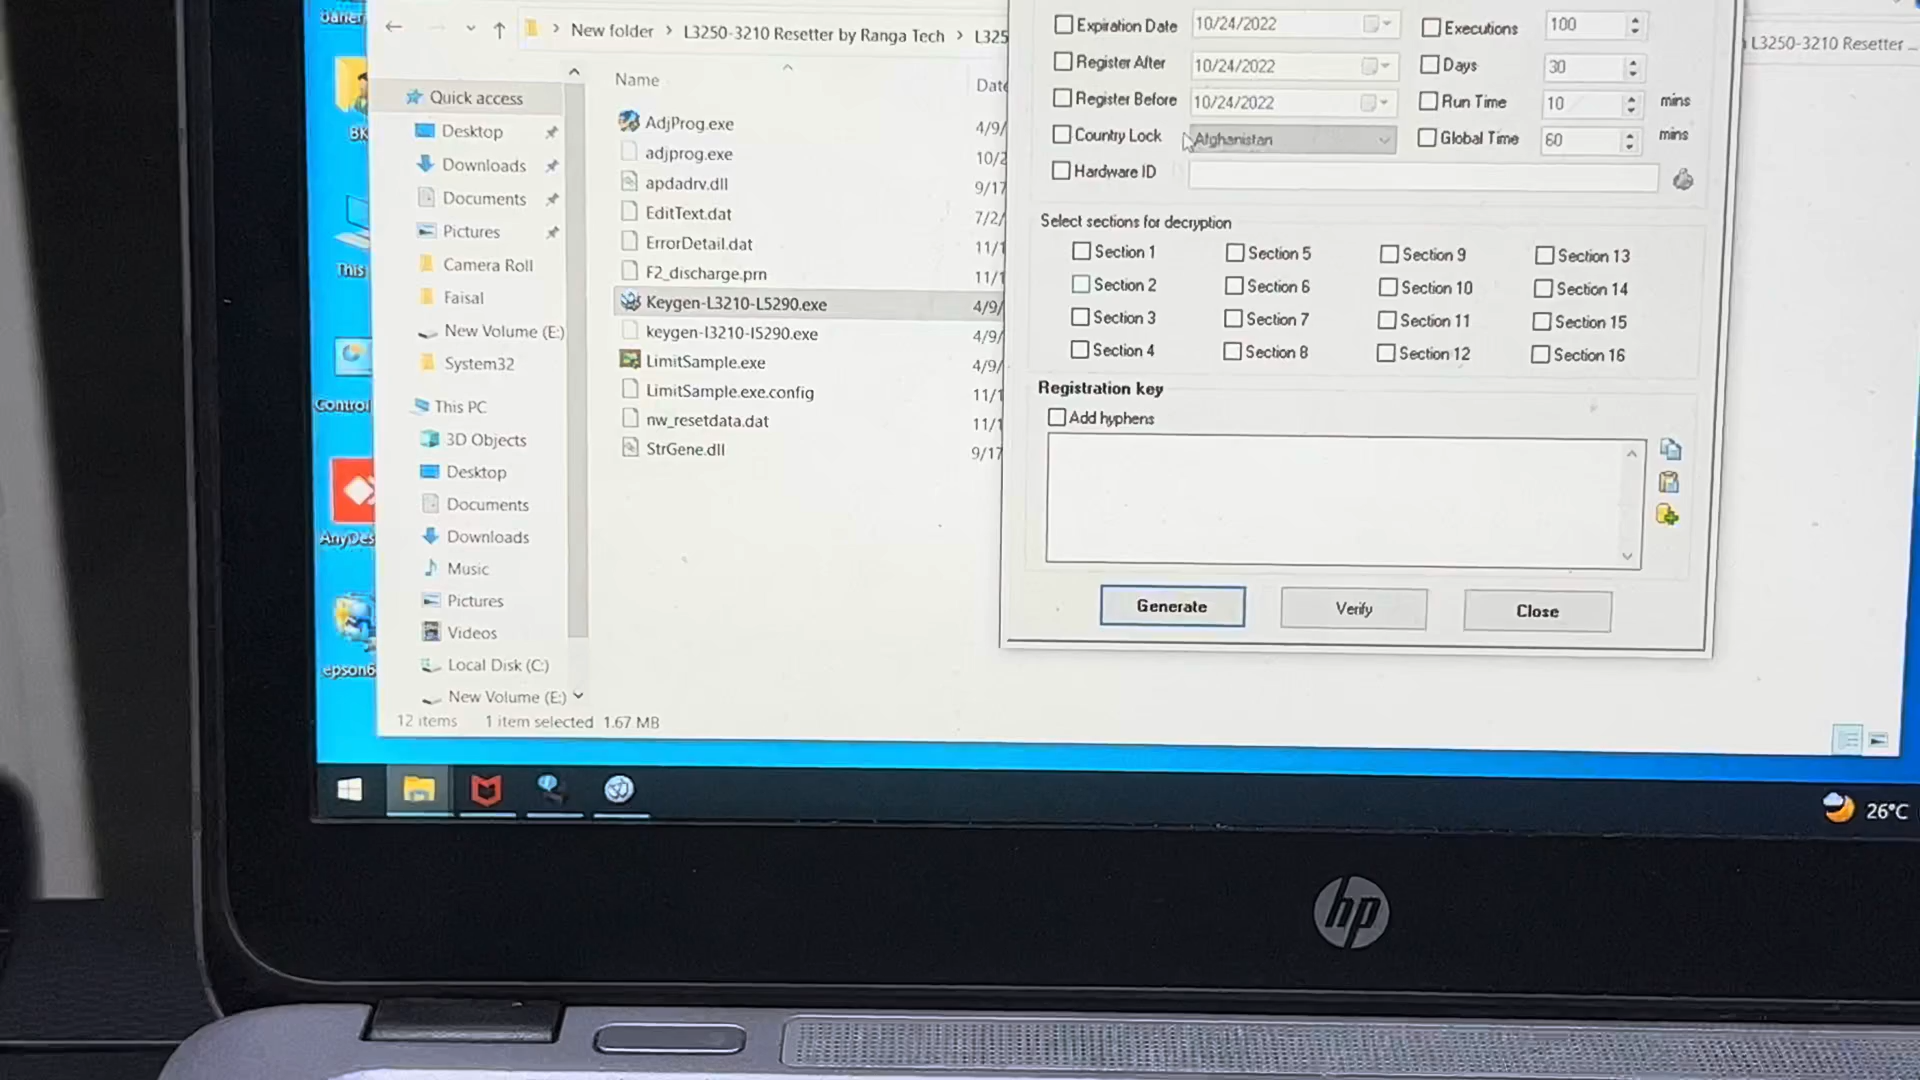 New folder > L3250-3210 Resetter by Ranga Tech > L325
L3250-3210 Resetter ...
Quick access
Desktop
Downloads
Documents
Pictures
Camera Roll
Faisal
New Volume (E:)
System32
This PC
3D Objects
Desktop
Documents
Downloads
Music
Pictures
Videos
Local Disk (C:)
New Volume (E:)
12 items 1 item selected 1.67 MB
Name
Date
AdjProg.exe 4/9/
adjprog.exe 10/2
apdadrv.dll 9/17
EditText.dat 7/2/
ErrorDetail.dat 11/1
F2_discharge.prn 11/1
Keygen-L3210-L5290.exe 4/9/
keygen-l3210-l5290.exe 4/9/
LimitSample.exe 4/9/
LimitSample.exe.config 11/1
nw_resetdata.dat 11/1
StrGene.dll 9/17
Expiration Date 10/24/2022 Executions 100
Register After 10/24/2022 Days 30
Register Before 10/24/2022 Run Time 10 mins
Country Lock Afghanistan Global Time 60 mins
Hardware ID
Select sections for decryption
Section 1 Section 5 Section 9 Section 13
Section 2 Section 6 Section 10 Section 14
Section 3 Section 7 Section 11 Section 15
Section 4 Section 8 Section 12 Section 16
Registration key
Add hyphens
Generate Verify Close
BK
This
Control
AnyDes
epson6
26°C
hp